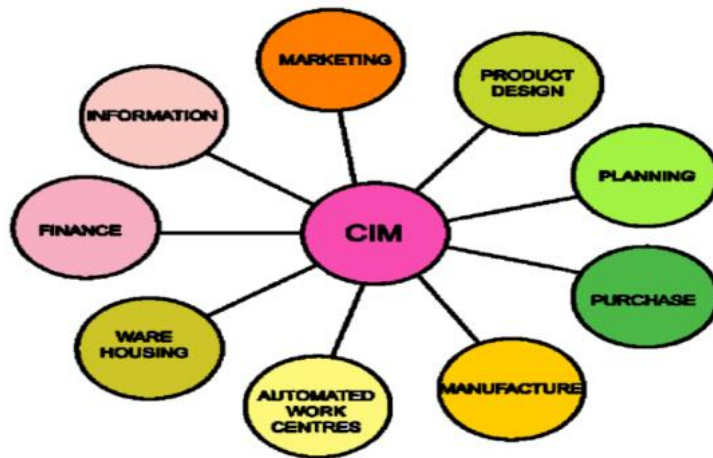 MARKETING
PRODUCT
DESIGN
INFORMATION
PLANNING
FINANCE
CIM
PURCHASE
WARE
HOUSING
MANUFACTURE
AUTOMATED
WORK
CENTRES